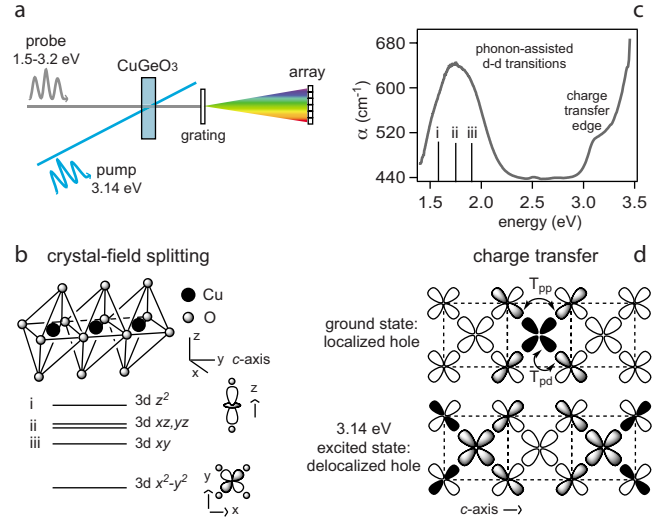 a
probe
1.5-3.2 eV
CuGeO3
array
grating
pump
3.14 eV
c
680
600
520
440
α (cm-1)
phonon-assisted
d-d transitions
charge
transfer
edge
i ii iii
1.5 2.0 2.5 3.0 3.5
energy (eV)
b crystal-field splitting
Cu
O
z
y c-axis
x
i 3d z2
ii 3d xz,yz
iii 3d xy
3d x2-y2
z
y
x
charge transfer d
Tpp
ground state:
localized hole
Tpd
3.14 eV
excited state:
delocalized hole
c-axis